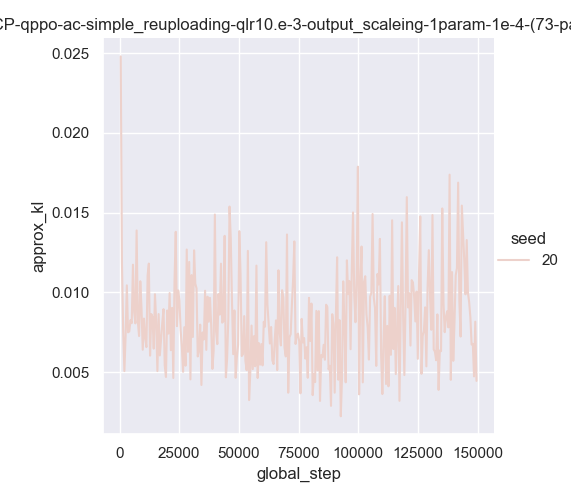 CP-qppo-ac-simple_reuploading-qlr10.e-3-output_scaleing-1param-1e-4-(73-pa
0.025
0.020
0.015
0.010
0.005
approx_kl
0 25000 50000 75000 100000 125000 150000
global_step
seed
20